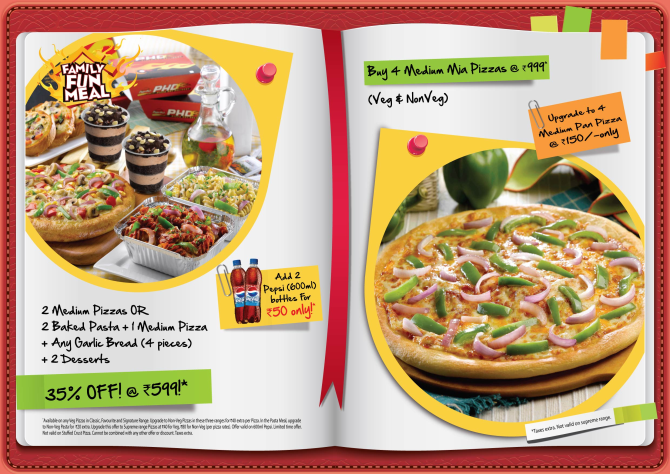 FAMILY
FUN
MEAL
PHD
PHD
2 Medium Pizzas OR
2 Baked Pasta + 1 Medium Pizza
+ Any Garlic Bread (4 pieces)
+ 2 Desserts
Add 2
Pepsi (600ml)
bottles for
₹50 only!*
35% OFF! @ ₹599!*
*Available on any Veg Pizzas in Classic, Favourite and Signature Range. Upgrade to Non-Veg Pizzas in these three ranges for ₹49 extra per Pizza. In the Pasta Meal, upgrade
to Non-Veg Pasta for ₹20 extra. Upgrade this offer to Supreme range Pizzas at ₹90 for Veg, ₹80 for Non-Veg (per pizza rates). Offer valid on 600ml Pepsi. Limited time offer.
Not valid on Stuffed Crust Pizza. Cannot be combined with any other offer or discount. Taxes extra.
Buy 4 Medium Mia Pizzas @ ₹999*
(Veg & NonVeg)
Upgrade to 4
Medium Pan Pizza
@ ₹150/-only
*Taxes extra. Not valid on supreme range.